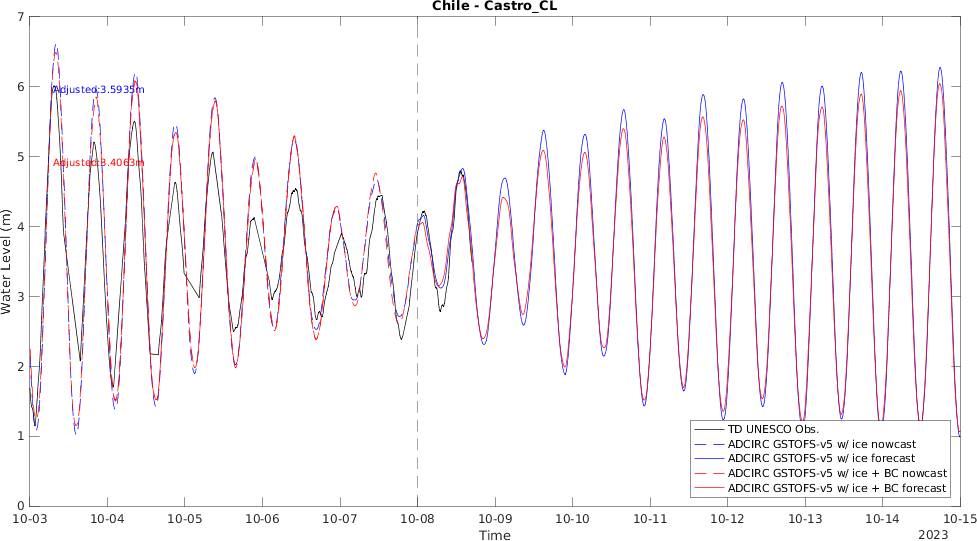 Chile - Castro_CL
7
6
5
4
3
2
1
0
Water Level (m)
Adjusted:3.5935m
Adjusted:3.4063m
TD UNESCO Obs.
ADCIRC GSTOFS-v5 w/ ice nowcast
ADCIRC GSTOFS-v5 w/ ice forecast
ADCIRC GSTOFS-v5 w/ ice + BC nowcast
ADCIRC GSTOFS-v5 w/ ice + BC forecast
10-03 10-04 10-05 10-06 10-07 10-08 10-09 10-10 10-11 10-12 10-13 10-14 10-15
Time
2023